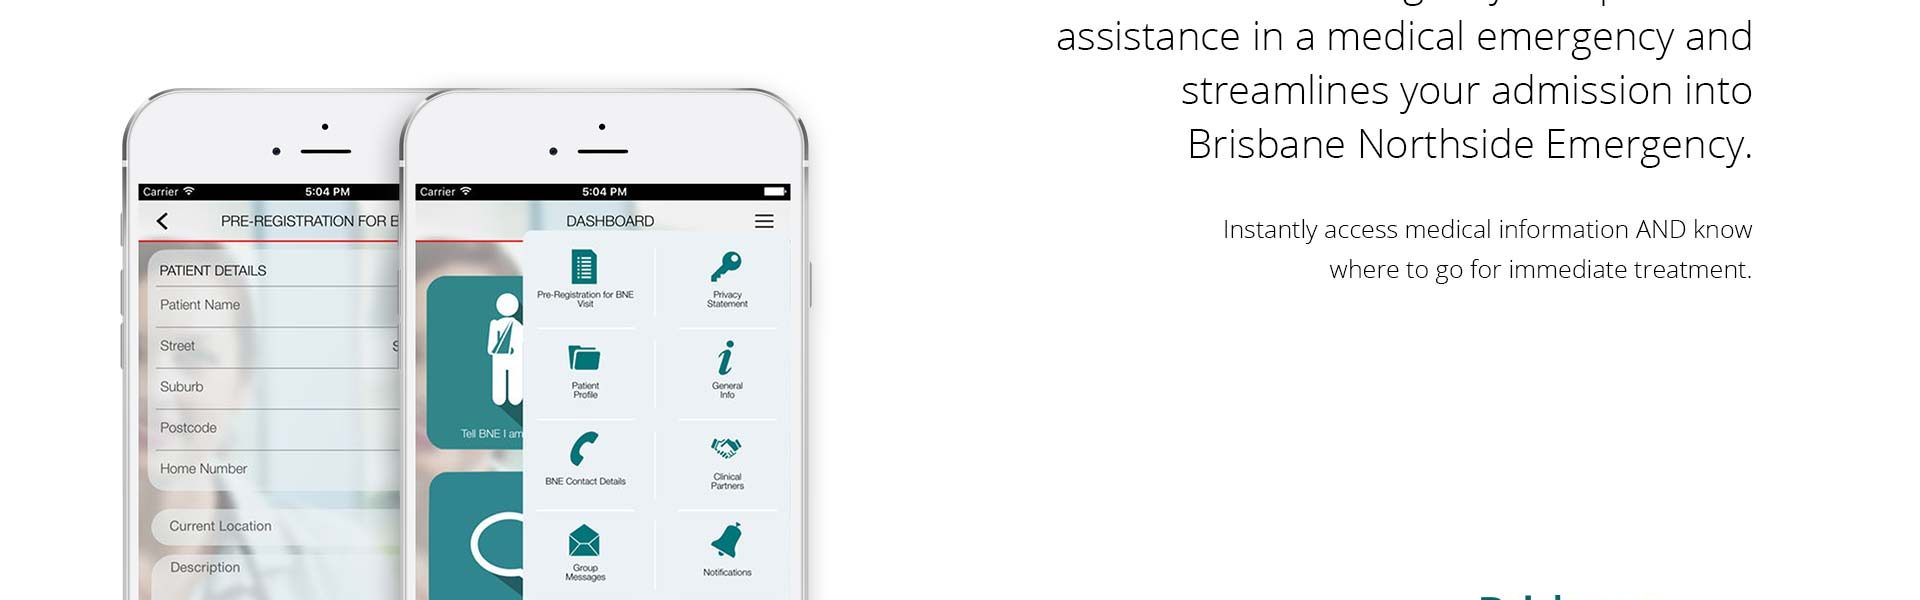 assistance in a medical emergency and
streamlines your admission into
Brisbane Northside Emergency.
Instantly access medical information AND know
where to go for immediate treatment.
Carrier 5:04 PM
PRE-REGISTRATION FOR
PATIENT DETAILS
Patient Name
Street
Suburb
Postcode
Home Number
Current Location
Description
Carrier 5:04 PM
DASHBOARD
Tell BNE I am
Pre-Registration for BNE
Visit
Privacy
Statement
Patient
Profile
General
Info
BNE Contact Details
Clinical
Partners
Group
Messages
Notifications